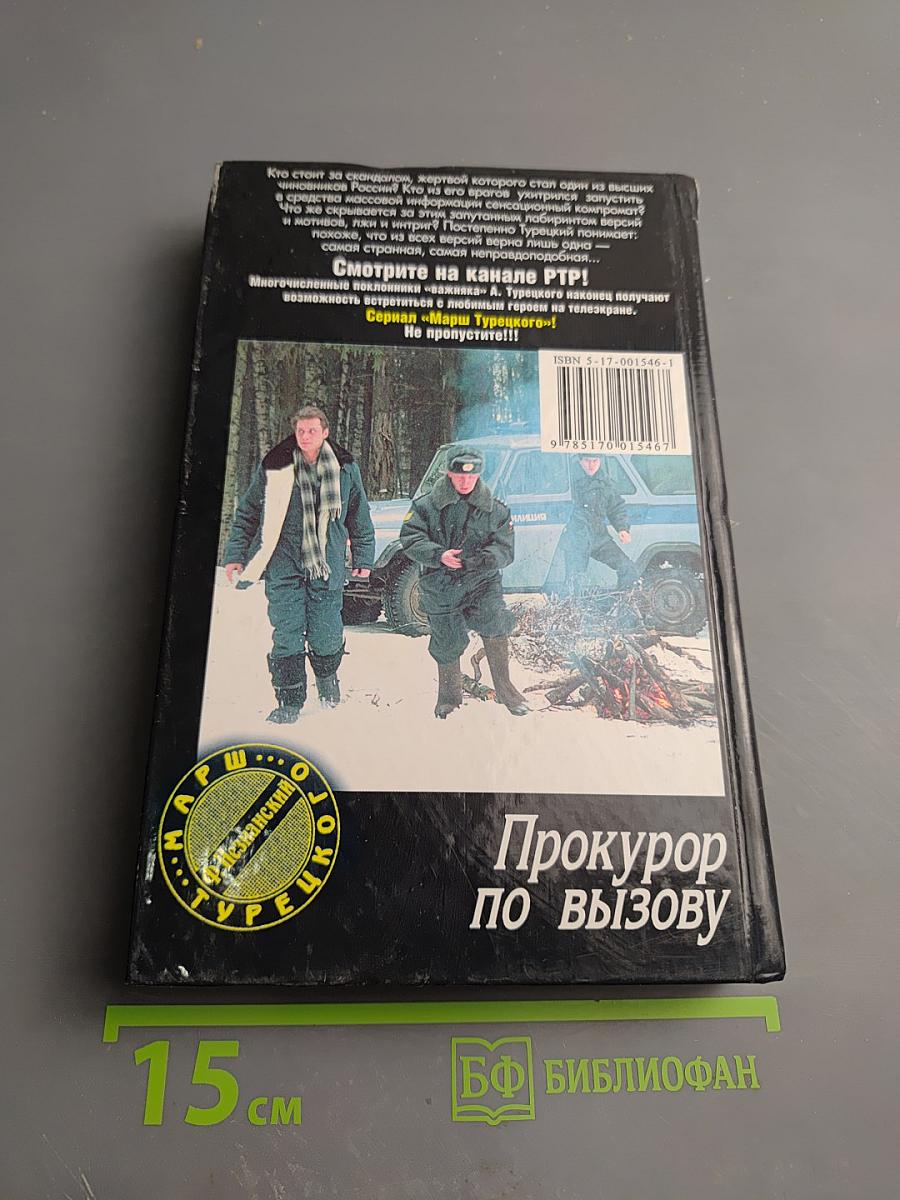 Кто стоит за скандалом, жертвой которого стал один из высших
чиновников России? Кто из его врагов ухитрился запустить
в средства массовой информации сенсационный компромат?
Что же скрывается за этим запутанных лабиринтом версий
и мотивов, лжи и интриг? Постепенно Турецкий понимает:
похоже, что из всех версий верна лишь одна —
самая странная, самая неправдоподобная...
Смотрите на канале РТР!
Многочисленные поклонники «важняка» А. Турецкого наконец получают
возможность встретиться с любимым героем на телеэкране.
Сериал «Марш Турецкого»!
Не пропустите!!!
ISBN 5-17-001546-1
9 785170 015467
ИЛИЦИЯ
МАРШ...
ТУРЕЦКОГО...
Ф.Незнанский
Прокурор
по вызову
15 см
БФ БИБЛИОФАН